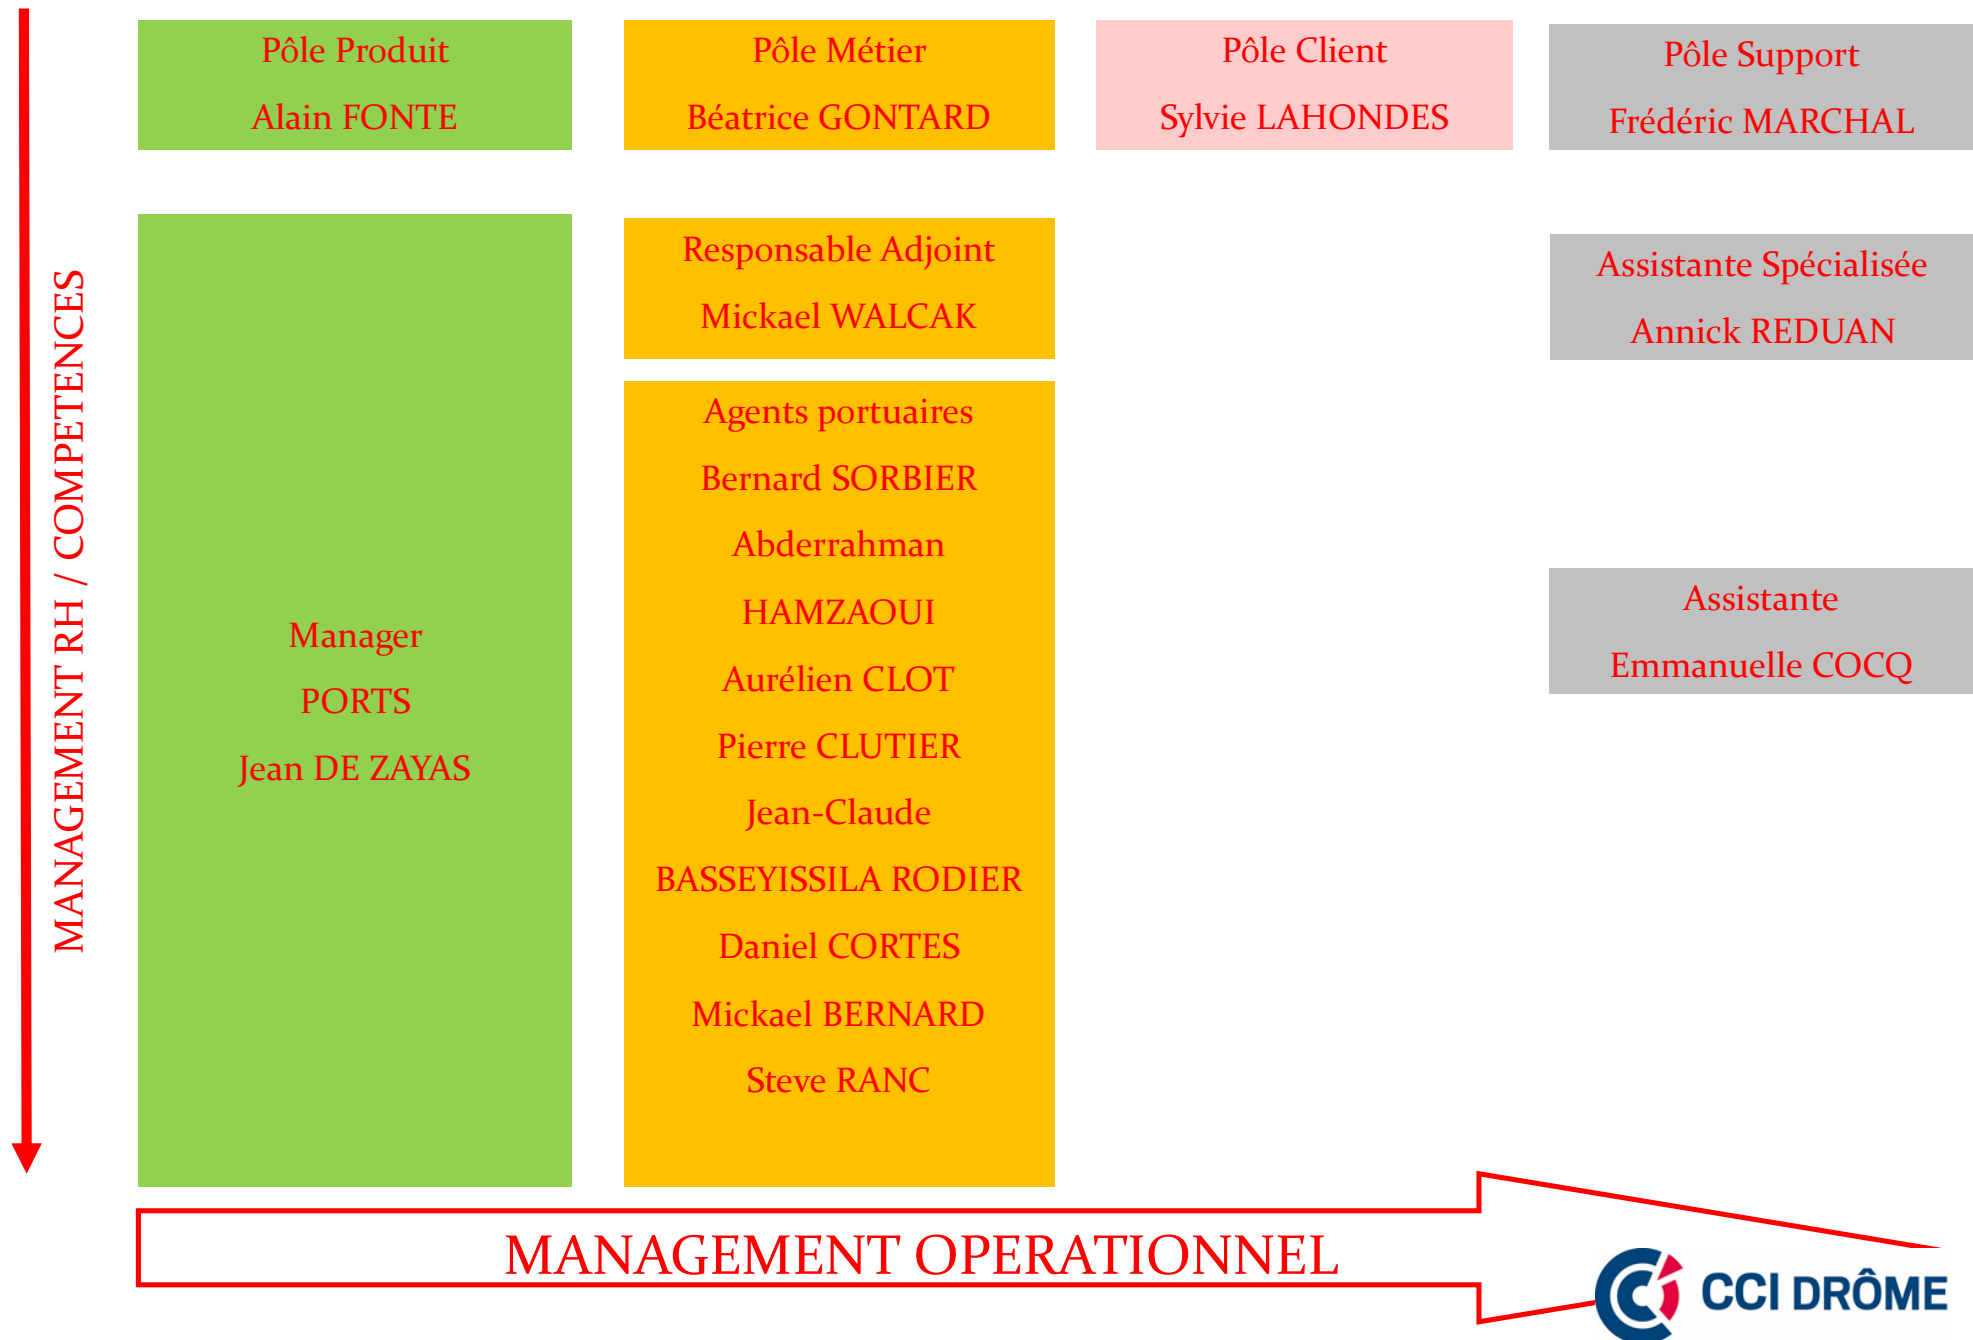 Pôle Produit
Alain FONTE
Pôle Métier
Béatrice GONTARD
Pôle Client
Sylvie LAHONDES
Pôle Support
Frédéric MARCHAL
MANAGEMENT RH / COMPETENCES
Manager
PORTS
Jean DE ZAYAS
Responsable Adjoint
Mickael WALCAK
Agents portuaires
Bernard SORBIER
Abderrahman
HAMZAOUI
Aurélien CLOT
Pierre CLUTIER
Jean-Claude
BASSEYISSILA RODIER
Daniel CORTES
Mickael BERNARD
Steve RANC
Assistante Spécialisée
Annick REDUAN
Assistante
Emmanuelle COCQ
MANAGEMENT OPERATIONNEL
CCI DRÔME